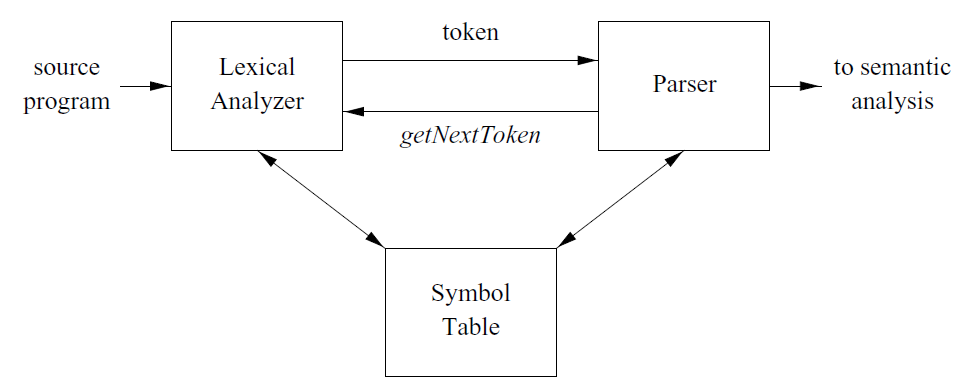 token
source
program
Lexical
Analyzer
Parser
to semantic
analysis
getNextToken
Symbol
Table